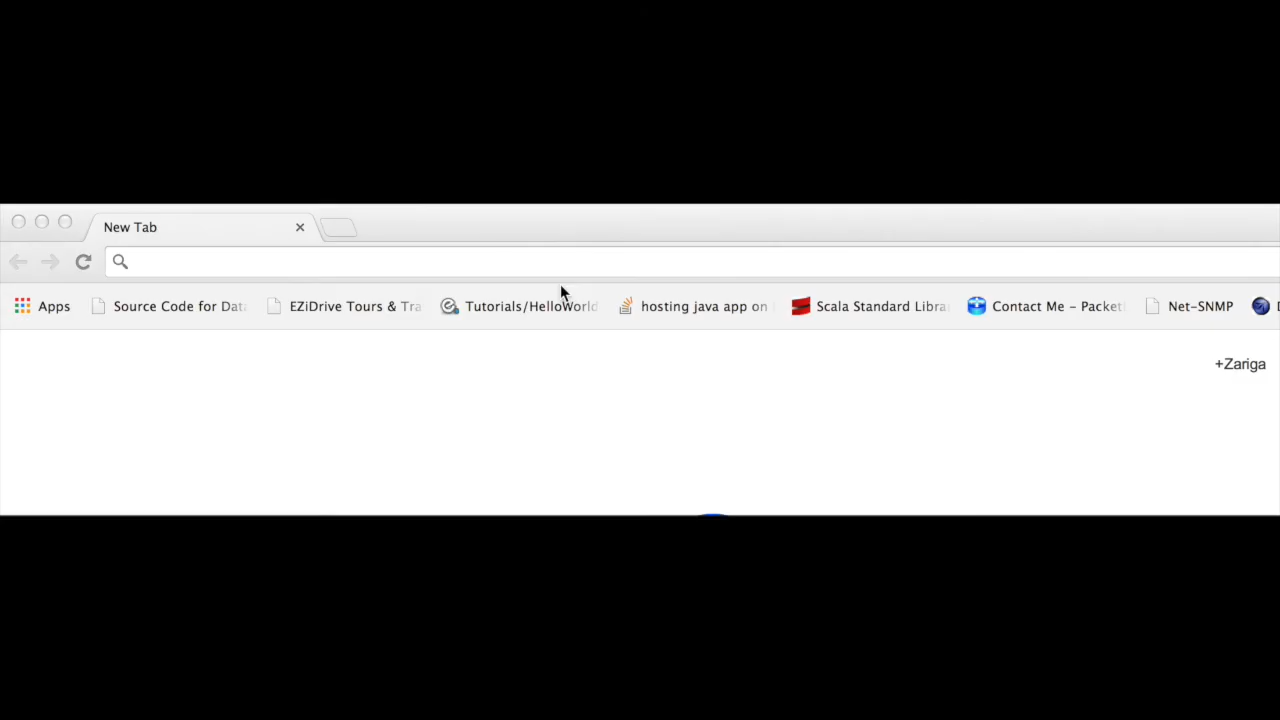 New Tab
Apps Source Code for Data EZiDrive Tours & Tra Tutorials/HelloWorld hosting java app on Scala Standard Libra Contact Me - Packet Net-SNMP
+Zariga